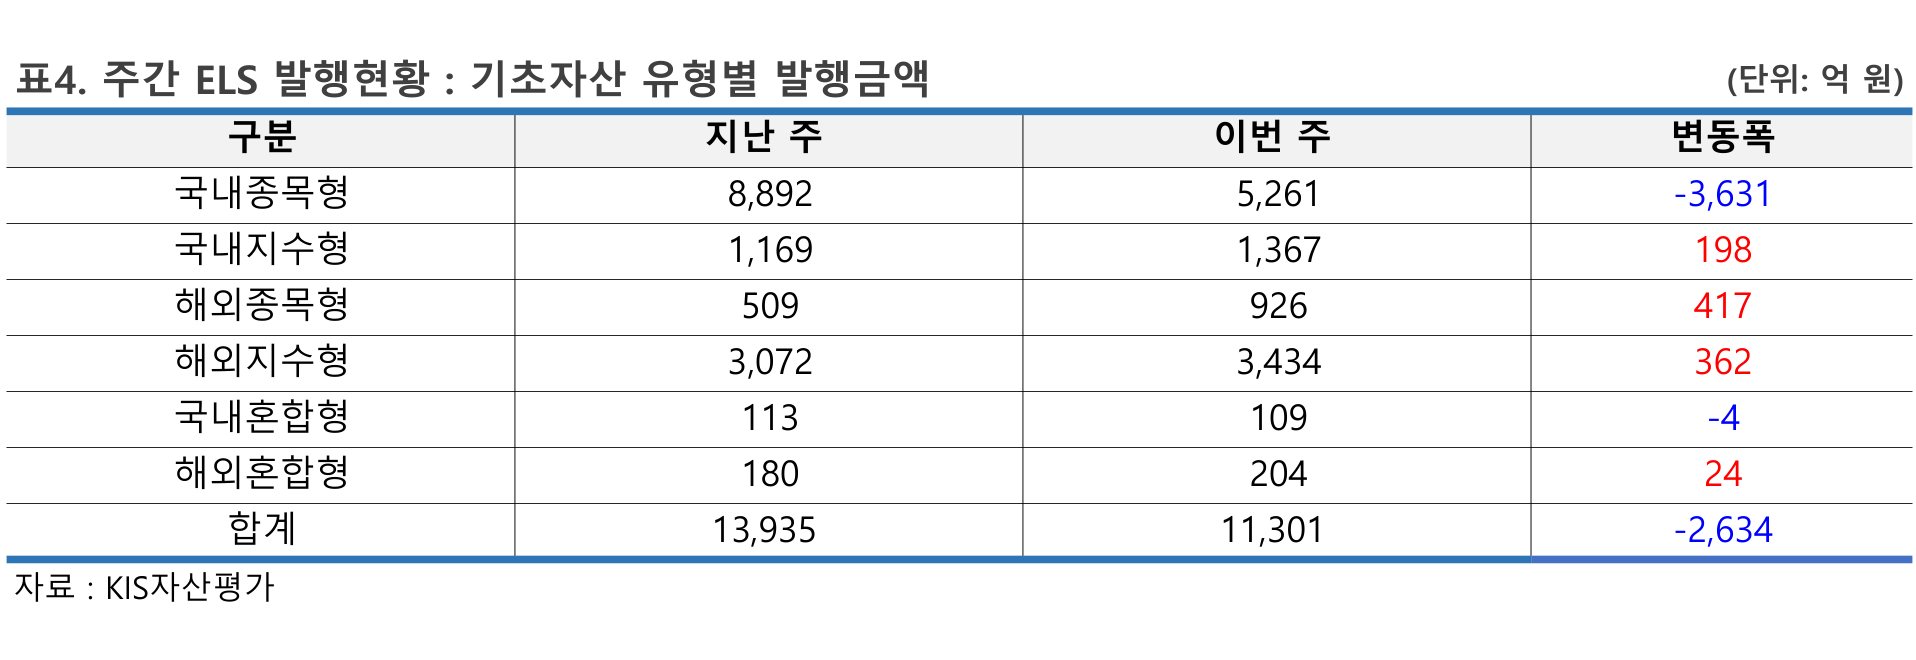 표4. 주간 ELS 발행현황 : 기초자산 유형별 발행금액 (단위: 억 원)
구분 지난 주 이번 주 변동폭
국내종목형 8,892 5,261 -3,631
국내지수형 1,169 1,367 198
해외종목형 509 926 417
해외지수형 3,072 3,434 362
국내혼합형 113 109 -4
해외혼합형 180 204 24
합계 13,935 11,301 -2,634
자료 : KIS자산평가